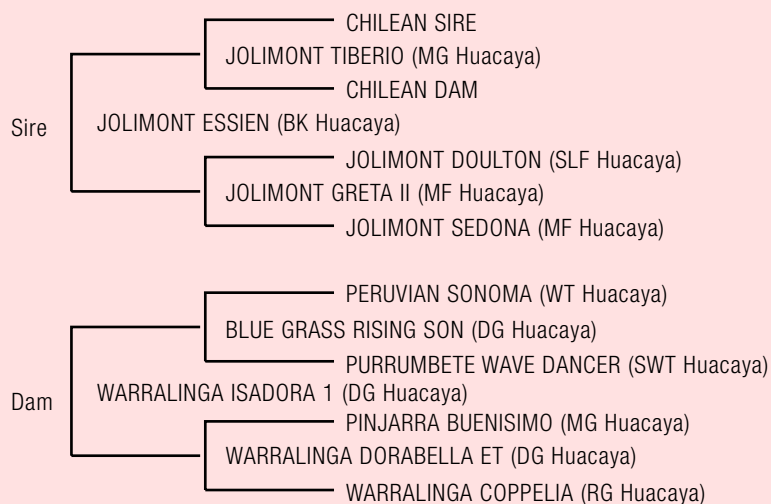 CHILEAN SIRE
JOLIMONT TIBERIO (MG Huacaya)
CHILEAN DAM
Sire
JOLIMONT ESSIEN (BK Huacaya)
JOLIMONT DOULTON (SLF Huacaya)
JOLIMONT GRETA II (MF Huacaya)
JOLIMONT SEDONA (MF Huacaya)
PERUVIAN SONOMA (WT Huacaya)
BLUE GRASS RISING SON (DG Huacaya)
PURRUMBETE WAVE DANCER (SWT Huacaya)
Dam
WARRALINGA ISADORA 1 (DG Huacaya)
PINJARRA BUENISIMO (MG Huacaya)
WARRALINGA DORABELLA ET (DG Huacaya)
WARRALINGA COPPELIA (RG Huacaya)